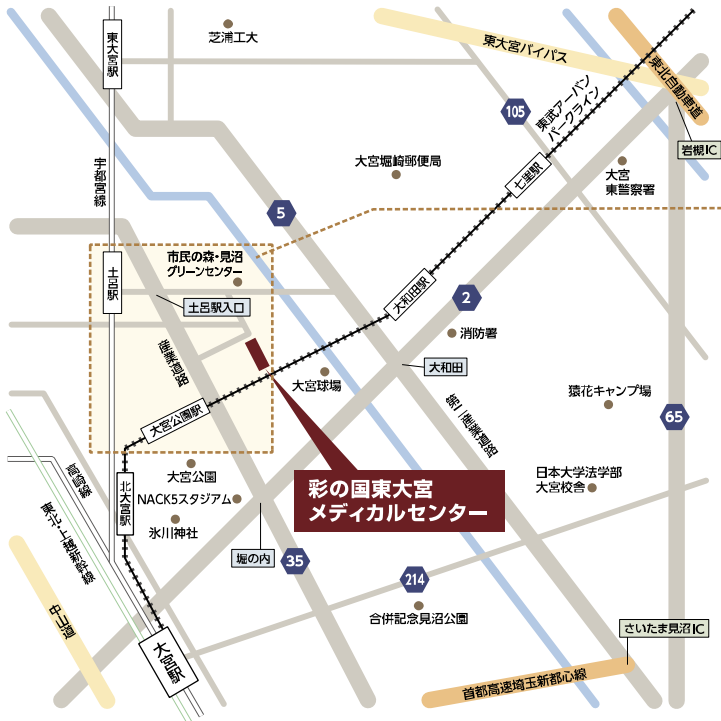 芝浦工大
東大宮バイパス
東北自動車道
東大宮駅
105
東武アーバン
パークライン
岩槻IC
大宮堀崎郵便局
七里駅
大宮
東警察署
宇都宮線
5
市民の森・見沼
グリーンセンター
土呂駅
土呂駅入口
大和田駅
2
消防署
産業道路
大和田
大宮球場
猿花キャンプ場
第二産業道路
65
大宮公園駅
大宮公園
高崎線
北大宮駅
NACK5スタジアム
彩の国東大宮
メディカルセンター
日本大学法学部
大宮校舎
東北・上越新幹線
氷川神社
堀の内
35
214
合併記念見沼公園
中山道
大宮駅
さいたま見沼IC
首都高速埼玉新都心線